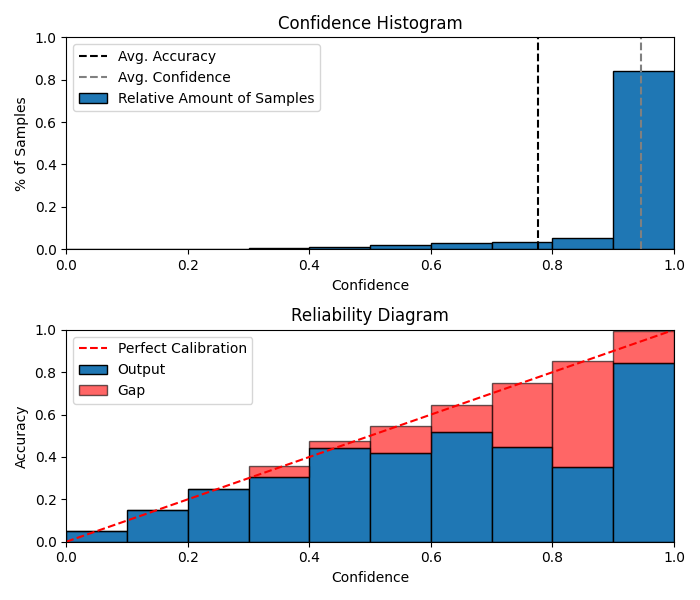 Confidence Histogram
1.0
0.8
0.6
0.4
0.2
0.0
% of Samples
Avg. Accuracy
Avg. Confidence
Relative Amount of Samples
0.0 0.2 0.4 0.6 0.8 1.0
Confidence
Reliability Diagram
1.0
0.8
0.6
0.4
0.2
0.0
Accuracy
Perfect Calibration
Output
Gap
0.0 0.2 0.4 0.6 0.8 1.0
Confidence